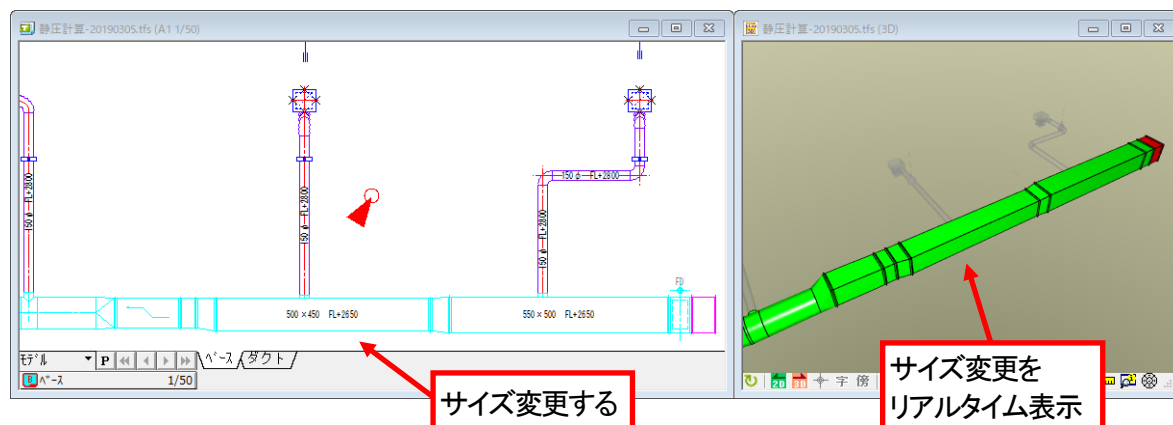 静圧計算-20190305.tfs (A1 1/50)
150φ FL+2800
150φ FL+2800
150φ FL+2800
150φ FL+2800
FD
500×450 FL+2650
550×500 FL+2650
モデル
P
ベース
ダクト
B ベース
1/50
サイズ変更する
静圧計算-20190305.tfs (3D)
2D
3D
字
傍
サイズ変更を
リアルタイム表示